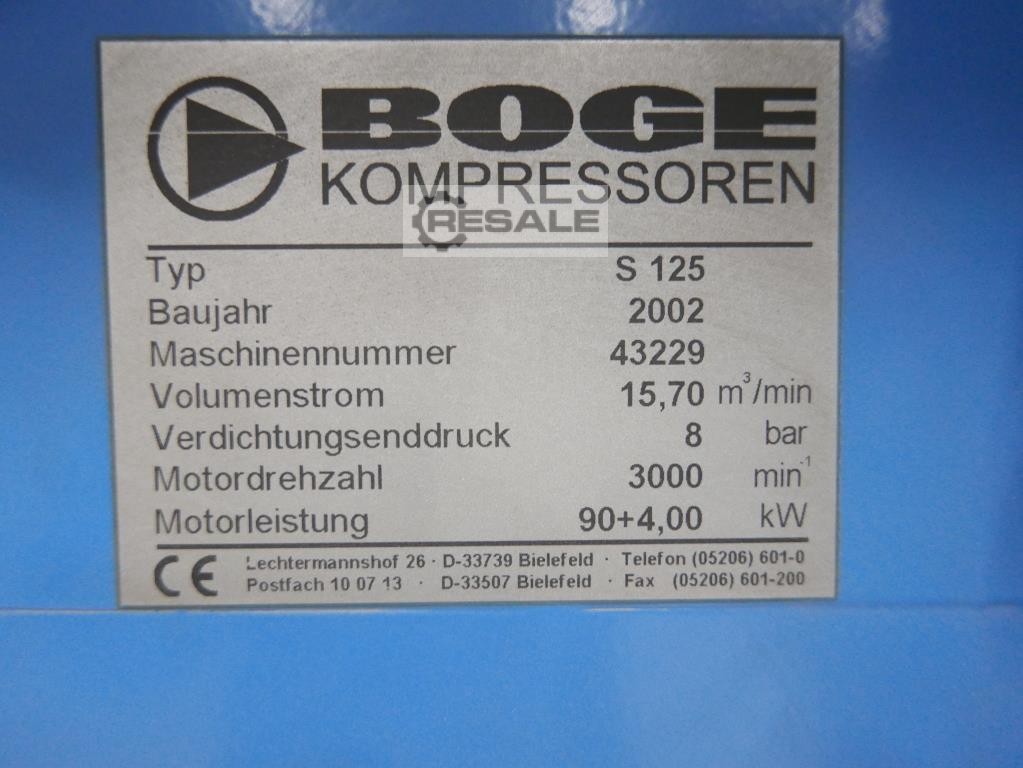 BOGE
KOMPRESSOREN
RESALE
Typ S 125
Baujahr 2002
Maschinennummer 43229
Volumenstrom 15,70 m³/min
Verdichtungsenddruck 8 bar
Motordrehzahl 3000 min⁻¹
Motorleistung 90+4,00 kW
CE Lechtermannshof 26 · D-33739 Bielefeld · Telefon (05206) 601-0
Postfach 10 07 13 · D-33507 Bielefeld · Fax (05206) 601-200